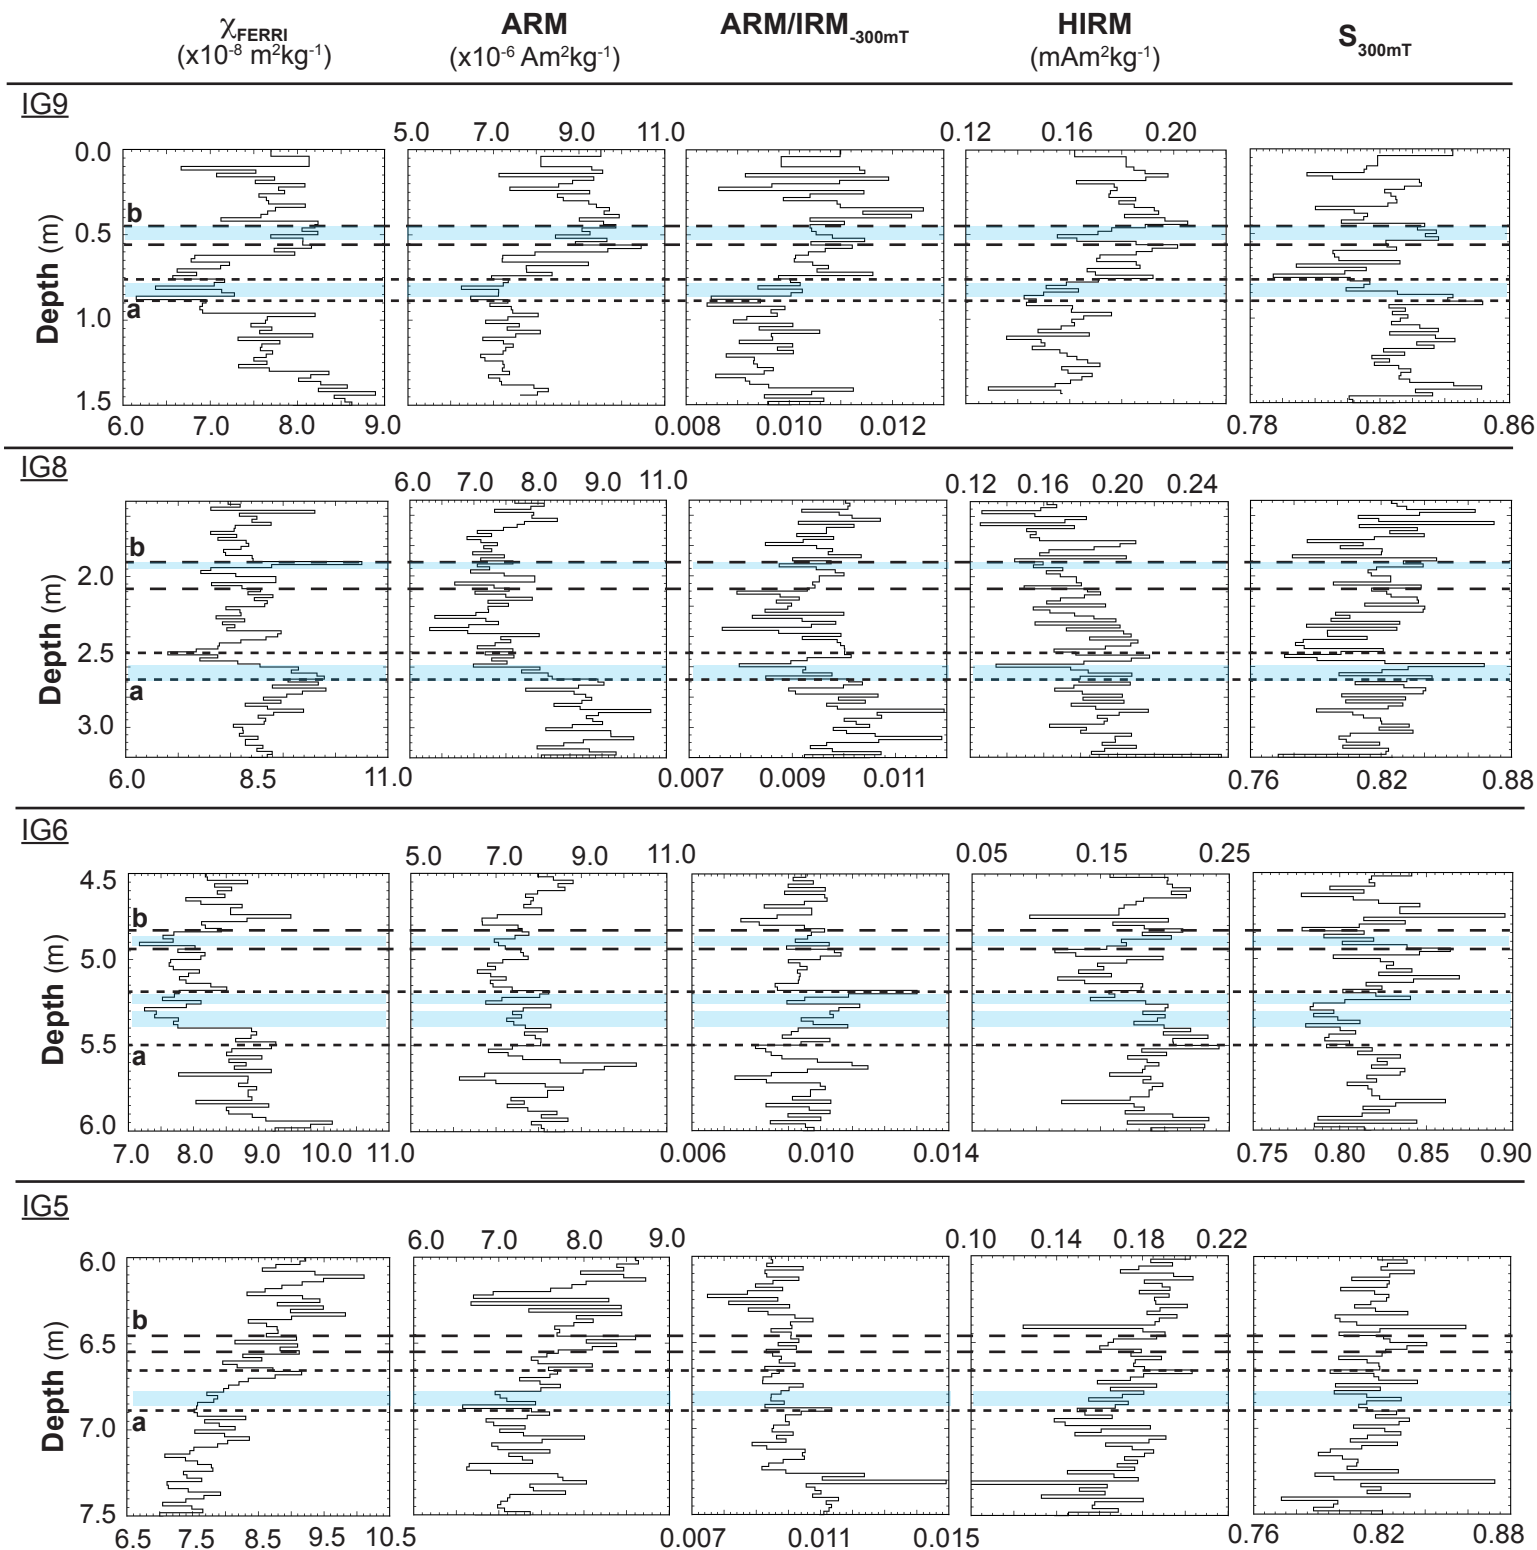 χFERRI ARM ARM/IRM-300mT HIRM S300mT
(x10-8 m2kg-1) (x10-6 Am2kg-1) (mAm2kg-1)
IG9
5.0 7.0 9.0 11.0 0.12 0.16 0.20
0.0
b
0.5
a
1.0
1.5
Depth (m)
6.0 7.0 8.0 9.0 0.008 0.010 0.012 0.78 0.82 0.86
IG8
6.0 7.0 8.0 9.0 11.0 0.12 0.16 0.20 0.24
b
2.0
2.5
a
3.0
Depth (m)
6.0 8.5 11.0 0.007 0.009 0.011 0.76 0.82 0.88
IG6
5.0 7.0 9.0 11.0 0.05 0.15 0.25
4.5
b
5.0
5.5
a
6.0
Depth (m)
7.0 8.0 9.0 10.0 11.0 0.006 0.010 0.014 0.75 0.80 0.85 0.90
IG5
6.0 7.0 8.0 9.0 0.10 0.14 0.18 0.22
6.0
b
6.5
a
7.0
7.5
Depth (m)
6.5 7.5 8.5 9.5 10.5 0.007 0.011 0.015 0.76 0.82 0.88